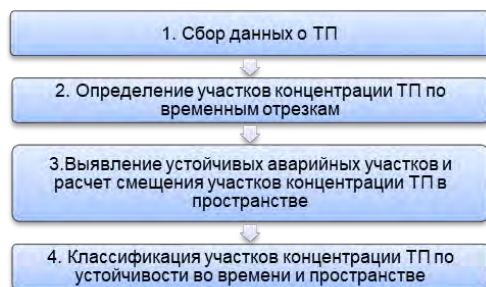 1. Сбор данных о ТП
2. Определение участков концентрации ТП по
временным отрезкам
3.Выявление устойчивых аварийных участков и
расчет смещения участков концентрации ТП в
пространстве
4. Классификация участков концентрации ТП по
устойчивости во времени и пространстве